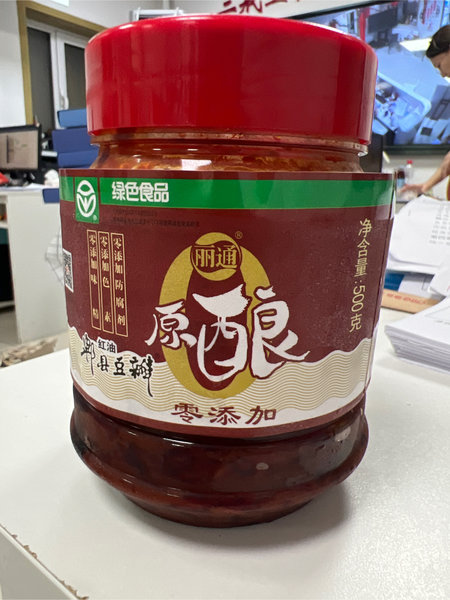 绿色食品
丽通®
净含量:500克
零添加防腐剂
零添加色素
零添加味精
原酿
红油
郫县豆瓣
零添加